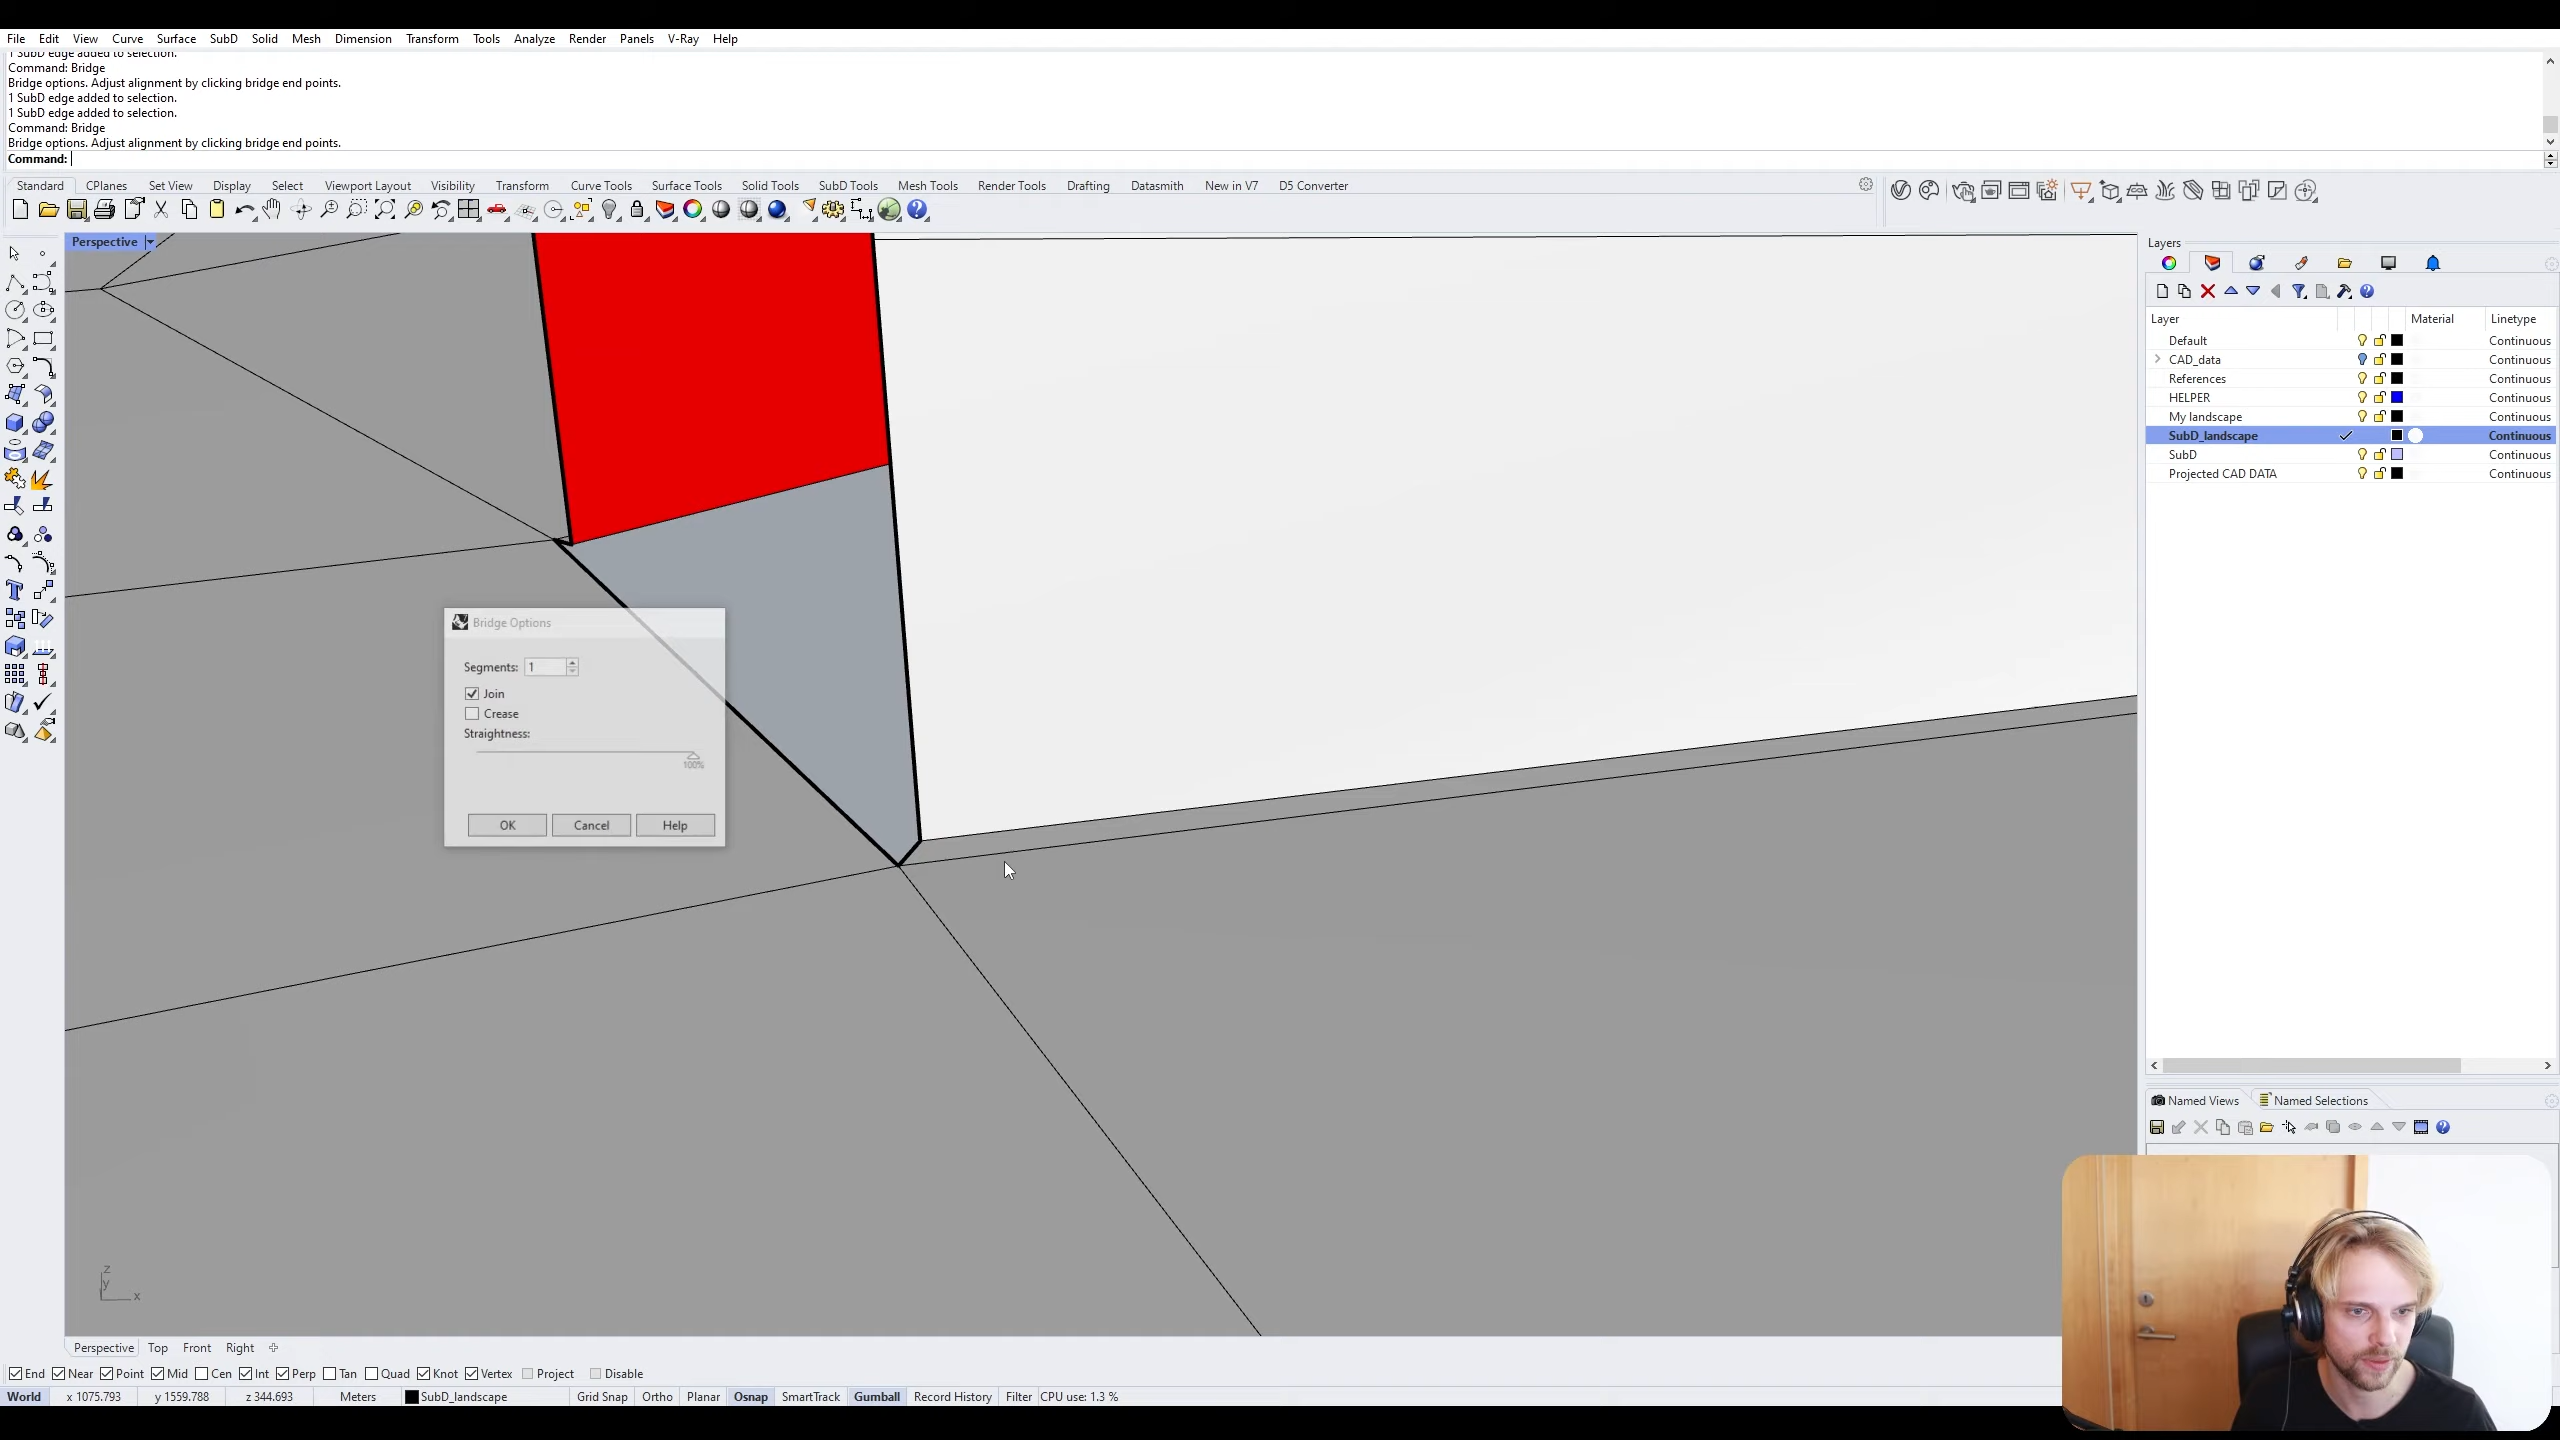 File Edit View Curve Surface SubD Solid Mesh Dimension Transform Tools Analyze Render Panels V-Ray Help
1 SubD edge added to selection.
Command: Bridge
Bridge options. Adjust alignment by clicking bridge end points.
1 SubD edge added to selection.
1 SubD edge added to selection.
Command: Bridge
Bridge options. Adjust alignment by clicking bridge end points.
Command:
Standard CPlanes Set View Display Select Viewport Layout Visibility Transform Curve Tools Surface Tools Solid Tools SubD Tools Mesh Tools Render Tools Drafting Datasmith New in V7 D5 Converter
Perspective
Layers
Layer Material Linetype
Default Continuous
CAD_data Continuous
References Continuous
HELPER Continuous
My landscape Continuous
SubD_landscape Continuous
SubD Continuous
Projected CAD DATA Continuous
Bridge Options
Segments: 1
Join
Crease
Straightness:
100%
OK Cancel Help
Named Views Named Selections
z
y
x
Perspective Top Front Right
End Near Point Mid Cen Int Perp Tan Quad Knot Vertex Project Disable
World x 1075.793 y 1559.788 z 344.693 Meters SubD_landscape Grid Snap Ortho Planar Osnap SmartTrack Gumball Record History Filter CPU use: 1.3 %